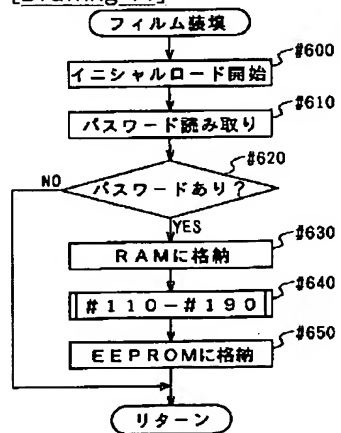 フィルム装填
#600
イニシャルロード開始
#610
パスワード読み取り
#620
NO
パスワードあり?
YES
#630
RAMに格納
#640
#110-#190
#650
EEPROMに格納
リターン